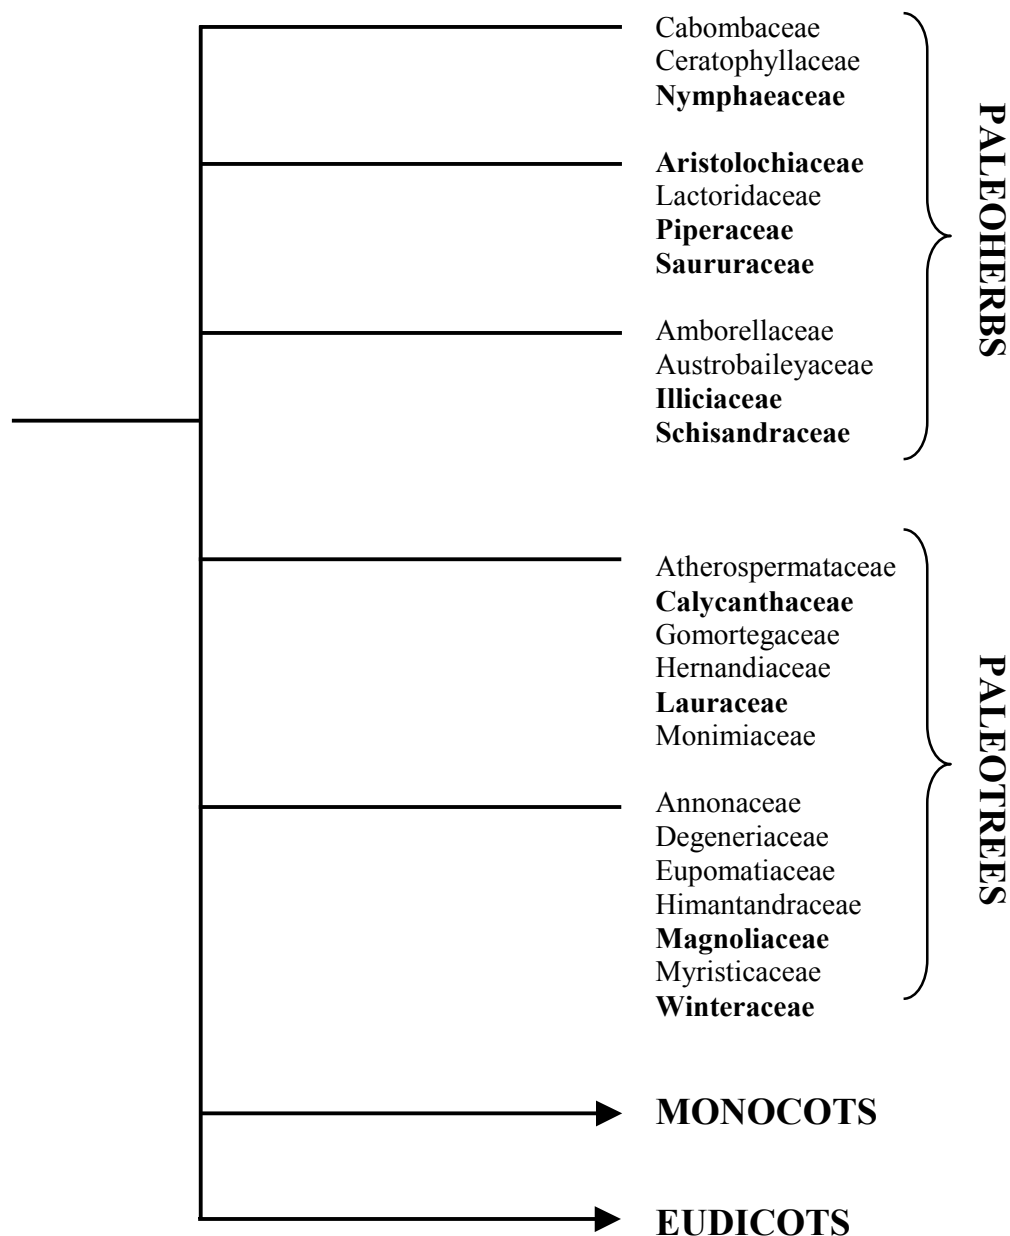 Cabombaceae
Ceratophyllaceae
Nymphaeaceae
Aristolochiaceae
Lactoridaceae
Piperaceae
Saururaceae
Amborellaceae
Austrobaileyaceae
Illiciaceae
Schisandraceae
PALEOHERBS
Atherospermataceae
Calycanthaceae
Gomortegaceae
Hernandiaceae
Lauraceae
Monimiaceae
Annonaceae
Degeneriaceae
Eupomatiaceae
Himantandraceae
Magnoliaceae
Myristicaceae
Winteraceae
PALEOTREES
MONOCOTS
EUDICOTS